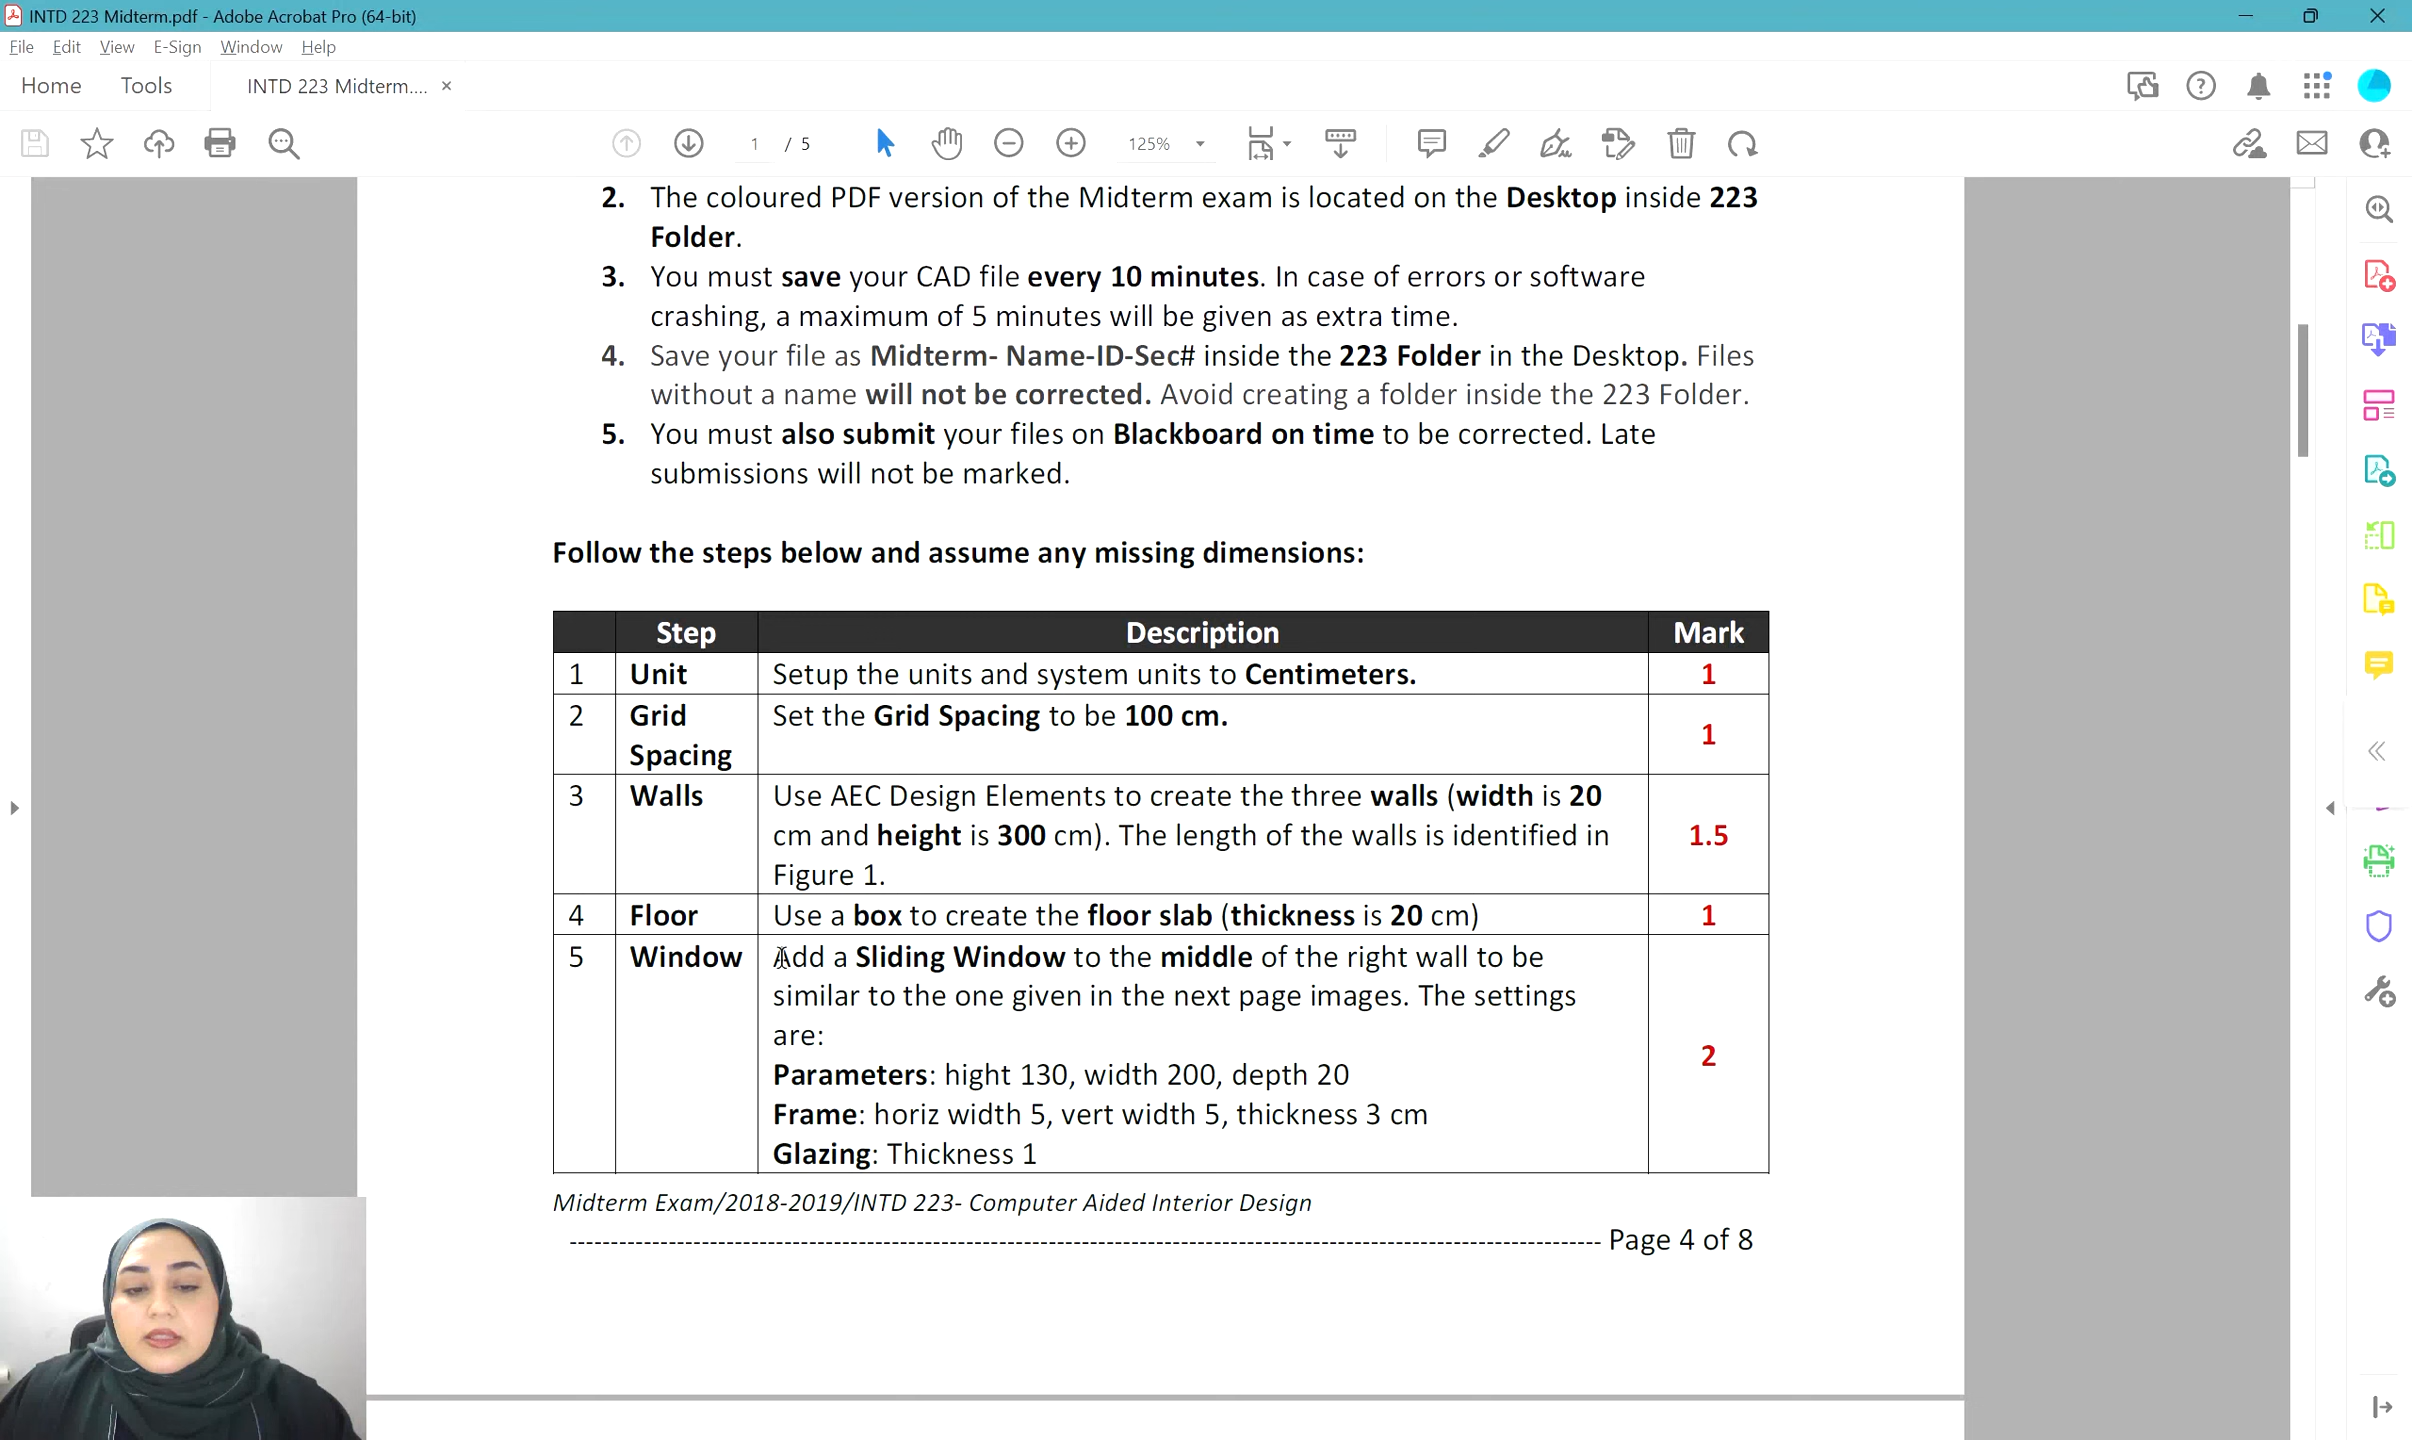 INTD 223 Midterm.pdf - Adobe Acrobat Pro (64-bit)
File Edit View E-Sign Window Help
Home Tools INTD 223 Midterm.... ×
1 / 5 125%
2. The coloured PDF version of the Midterm exam is located on the Desktop inside 223
Folder.
3. You must save your CAD file every 10 minutes. In case of errors or software
crashing, a maximum of 5 minutes will be given as extra time.
4. Save your file as Midterm- Name-ID-Sec# inside the 223 Folder in the Desktop. Files
without a name will not be corrected. Avoid creating a folder inside the 223 Folder.
5. You must also submit your files on Blackboard on time to be corrected. Late
submissions will not be marked.
Follow the steps below and assume any missing dimensions:
Step Description Mark
1 Unit Setup the units and system units to Centimeters. 1
2 Grid Spacing Set the Grid Spacing to be 100 cm. 1
3 Walls Use AEC Design Elements to create the three walls (width is 20
cm and height is 300 cm). The length of the walls is identified in
Figure 1.
1.5
4 Floor Use a box to create the floor slab (thickness is 20 cm) 1
5 Window Add a Sliding Window to the middle of the right wall to be
similar to the one given in the next page images. The settings
are:
Parameters: hight 130, width 200, depth 20
Frame: horiz width 5, vert width 5, thickness 3 cm
Glazing: Thickness 1
2
Midterm Exam/2018-2019/INTD 223- Computer Aided Interior Design
Page 4 of 8